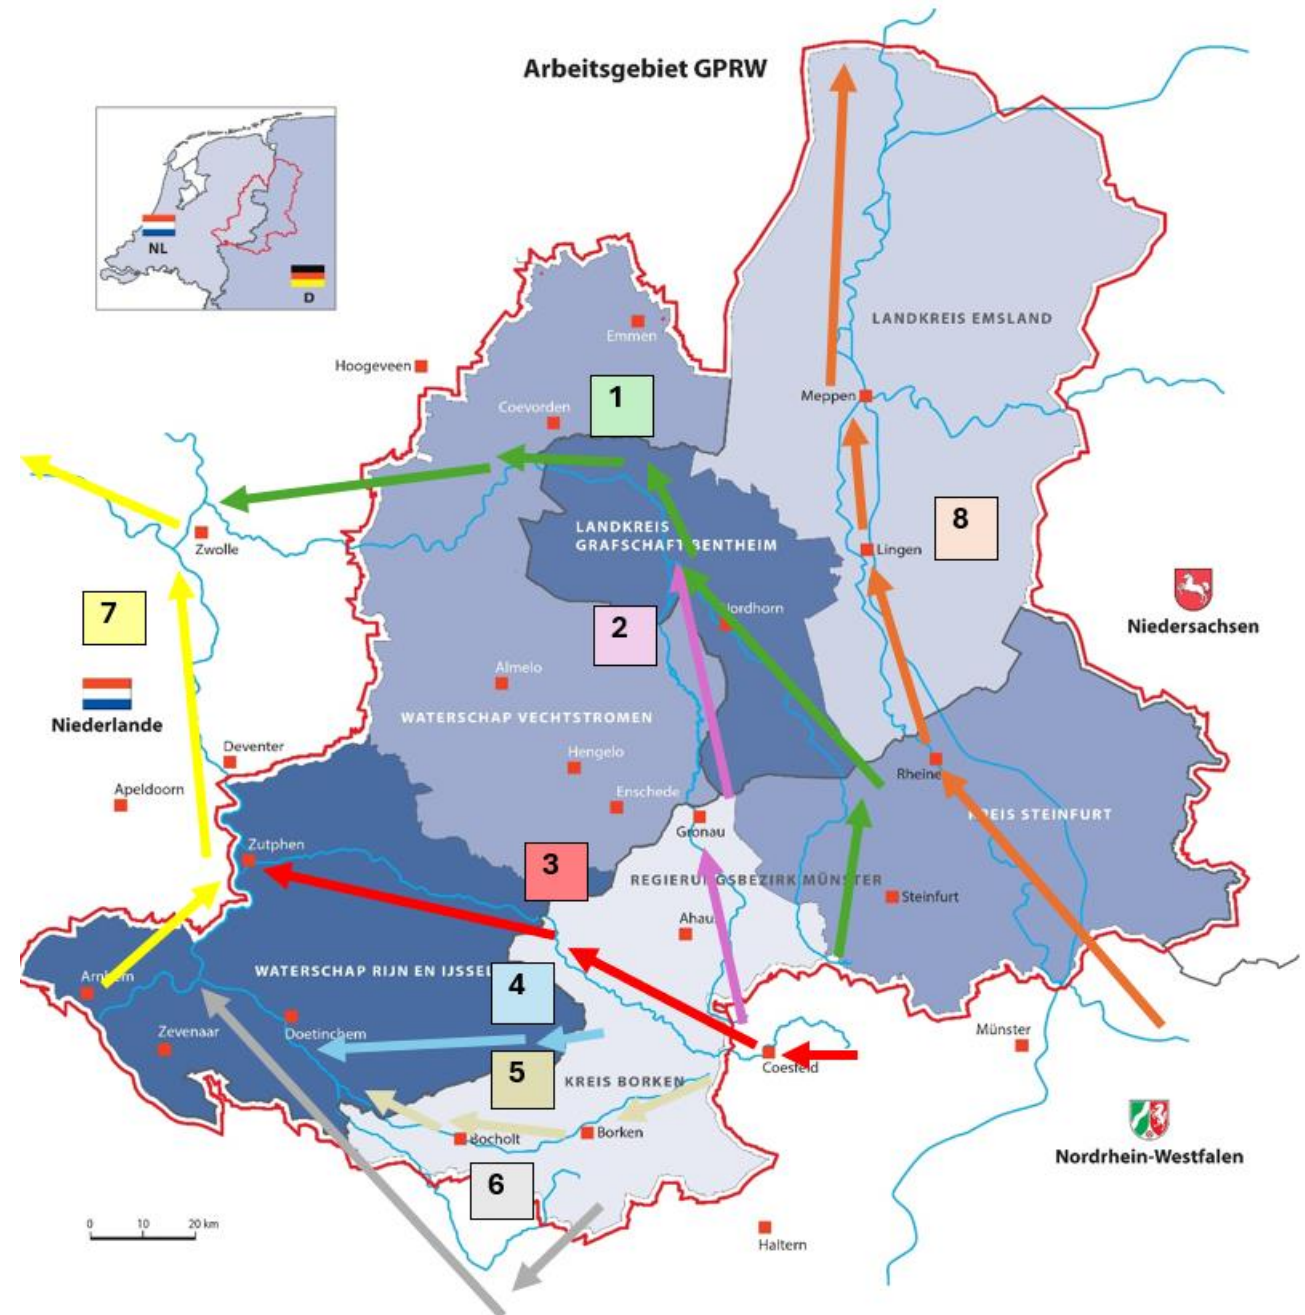 Arbeitsgebiet GPRW
NL
D
LANDKREIS EMSLAND
Emmen
Hoogeveen
1
Meppen
Coevorden
8
LANDKREIS
GRAFSCHAFT BENTHEIM
Lingen
Zwolle
7
2
Nordhorn
Niedersachsen
Almelo
Niederlande
WATERSCHAP VECHTSTROMEN
Deventer
Hengelo
Rheine
Apeldoorn
Enschede
KREIS STEINFURT
Gronau
Zutphen
3
REGIERUNGSBEZIRK MÜNSTER
Steinfurt
Ahaus
WATERSCHAP RIJN EN IJSSEL
Arnhem
4
Zevenaar
Doetinchem
Münster
Coesfeld
5
KREIS BORKEN
Bocholt
Borken
Nordrhein-Westfalen
6
0 10 20 km
Haltern